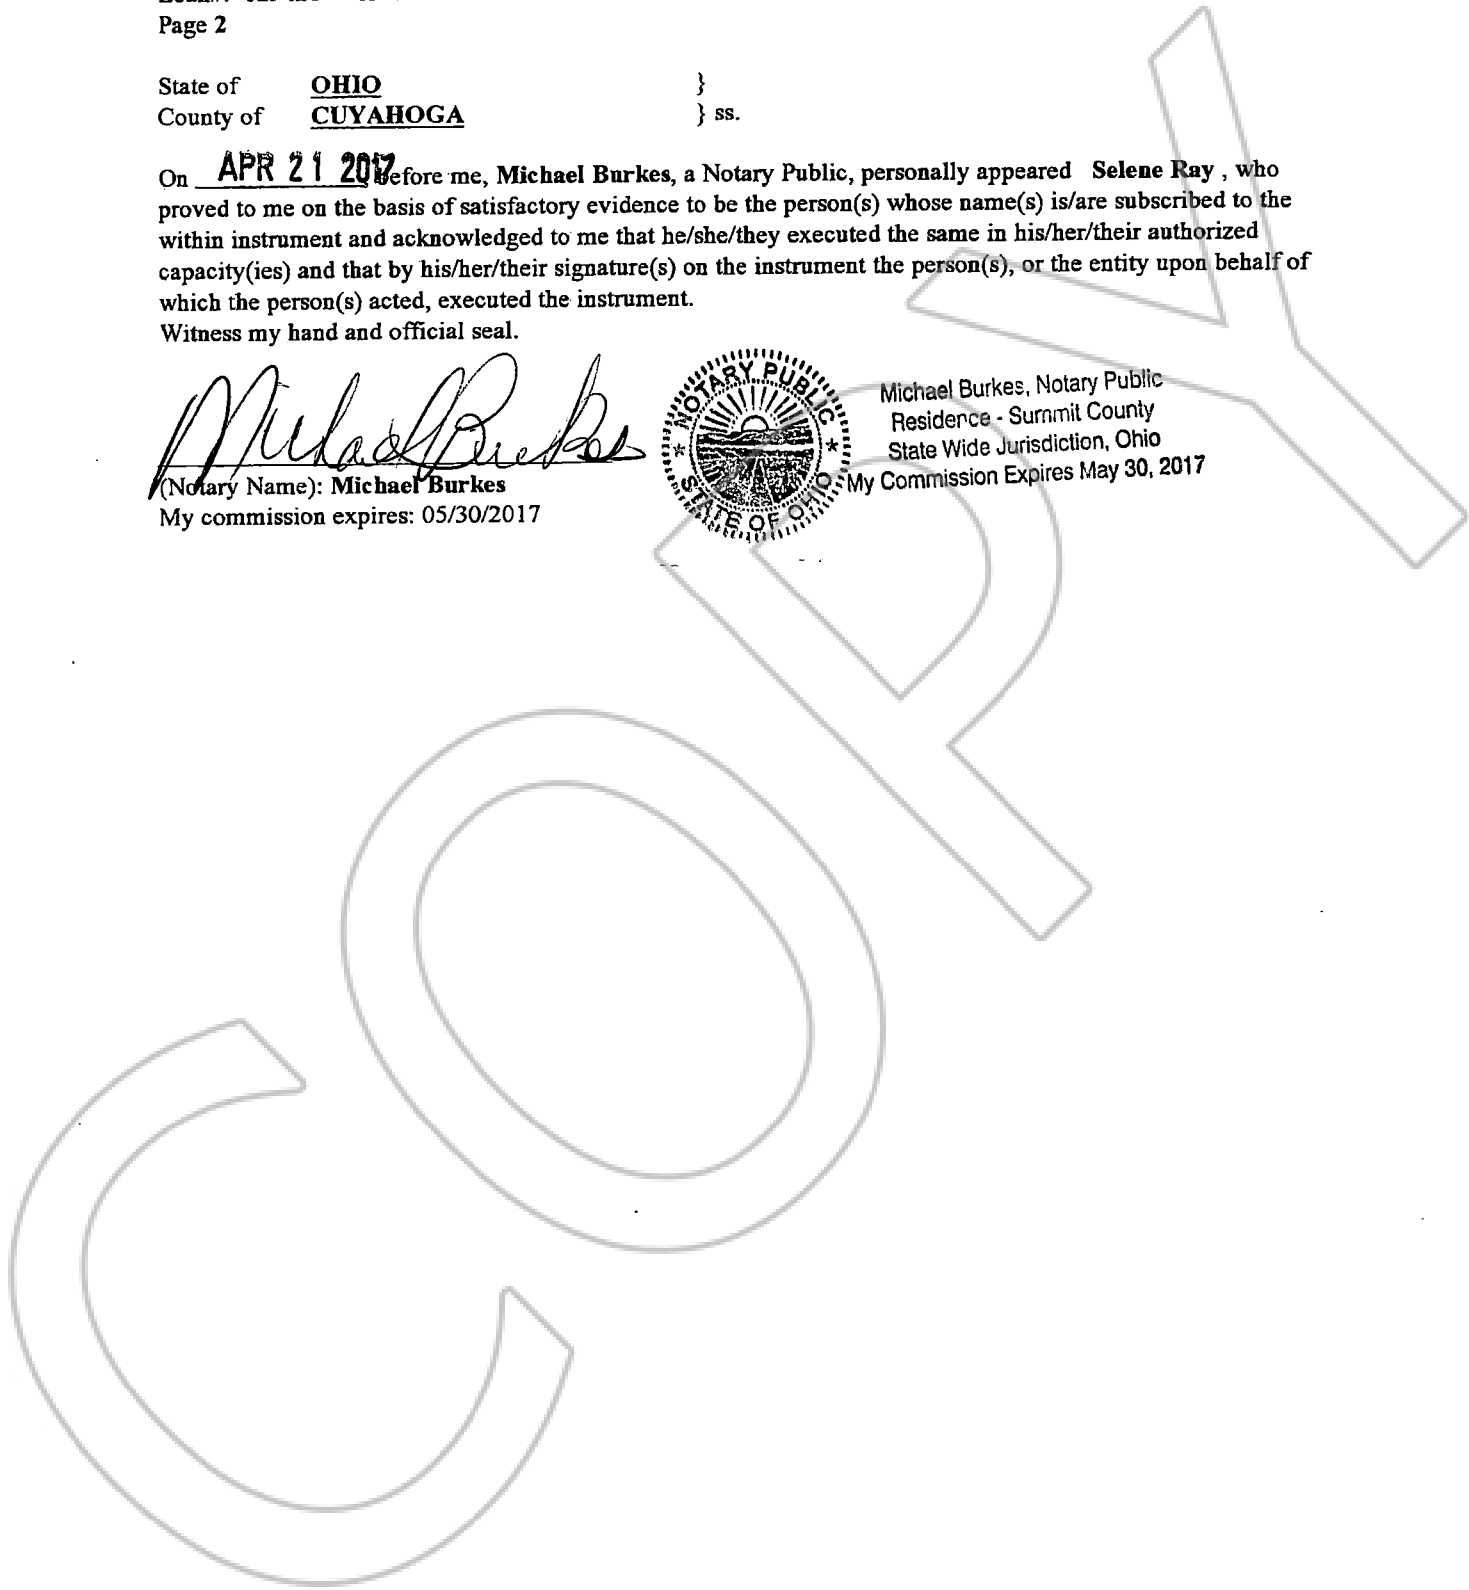 Page 2
State of OHIO }
County of CUYAHOGA } ss.
On APR 21 2017 before me, Michael Burkes, a Notary Public, personally appeared Selene Ray , who
proved to me on the basis of satisfactory evidence to be the person(s) whose name(s) is/are subscribed to the
within instrument and acknowledged to me that he/she/they executed the same in his/her/their authorized
capacity(ies) and that by his/her/their signature(s) on the instrument the person(s), or the entity upon behalf of
which the person(s) acted, executed the instrument.
Witness my hand and official seal.
Michael Burkes
NOTARY PUBLIC
STATE OF OHIO
Michael Burkes, Notary Public
Residence - Summit County
State Wide Jurisdiction, Ohio
My Commission Expires May 30, 2017
(Notary Name): Michael Burkes
My commission expires: 05/30/2017
COPY